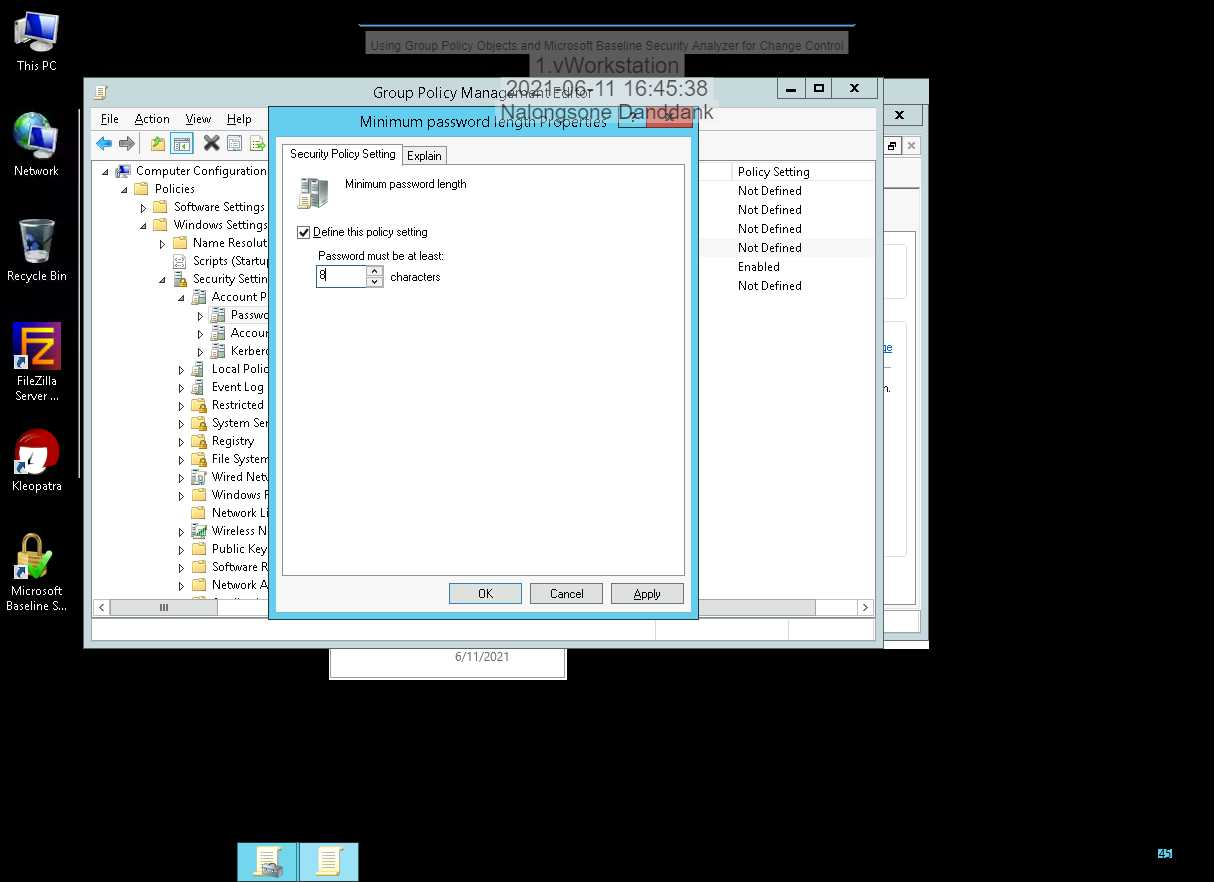 Using Group Policy Objects and Microsoft Baseline Security Analyzer for Change Control
1.vWorkstation
2021-06-11 16:45:38
Nalongsone Danddank
This PC
Network
Recycle Bin
FileZilla
Server ...
Kleopatra
Microsoft
Baseline S...
Group Policy Management Editor
File Action View Help
Computer Configuration
Policies
Software Settings
Windows Settings
Name Resolut
Scripts (Startu
Security Settin
Account P
Passwo
Accour
Kerber
Local Polic
Event Log
Restricted
System Ser
Registry
File System
Wired Net
Windows F
Network Li
Wireless N
Public Key
Software R
Network A
Minimum password length Properties
?
x
Security Policy Setting Explain
Minimum password length
Define this policy setting
Password must be at least:
8 characters
OK Cancel Apply
Policy Setting
Not Defined
Not Defined
Not Defined
Not Defined
Enabled
Not Defined
ge
n.
6/11/2021
45